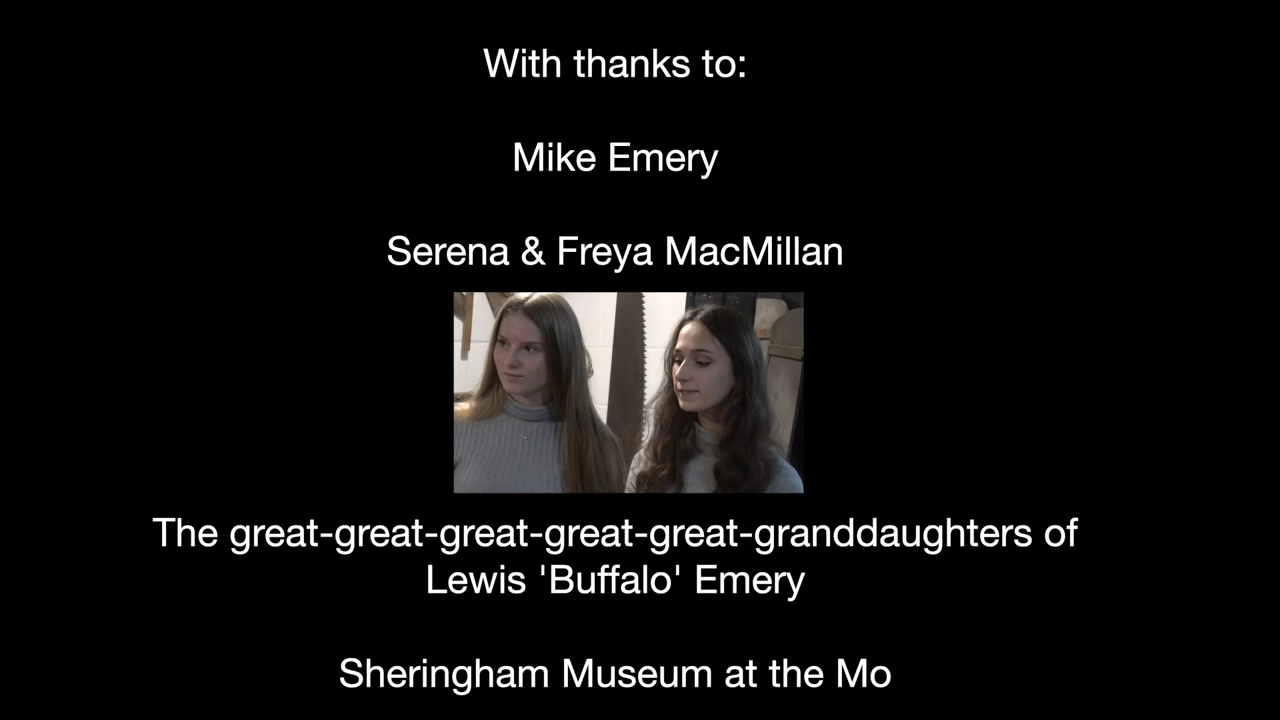 With thanks to:
Mike Emery
Serena & Freya MacMillan
The great-great-great-great-great-granddaughters of
Lewis 'Buffalo' Emery
Sheringham Museum at the Mo